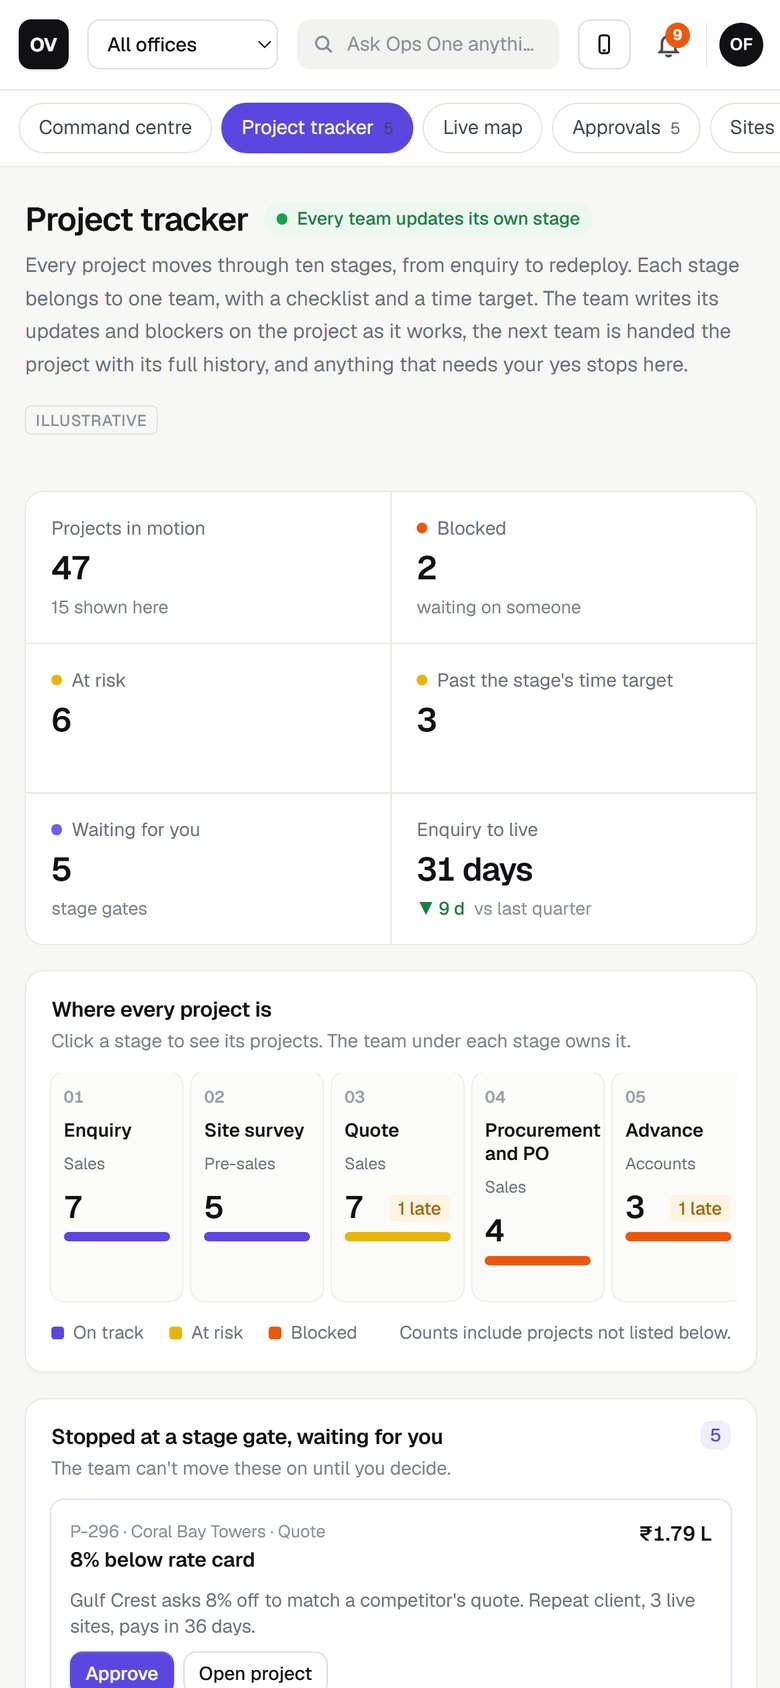 OV
All offices
Ask Ops One anythi...
9
OF
Command centre
Project tracker 5
Live map
Approvals 5
Sites
Project tracker
Every team updates its own stage
Every project moves through ten stages, from enquiry to redeploy. Each stage
belongs to one team, with a checklist and a time target. The team writes its
updates and blockers on the project as it works, the next team is handed the
project with its full history, and anything that needs your yes stops here.
ILLUSTRATIVE
Projects in motion
47
15 shown here
Blocked
2
waiting on someone
At risk
6
Past the stage's time target
3
Waiting for you
5
stage gates
Enquiry to live
31 days
▼ 9 d vs last quarter
Where every project is
Click a stage to see its projects. The team under each stage owns it.
01
Enquiry
Sales
7
02
Site survey
Pre-sales
5
03
Quote
Sales
7 1 late
04
Procurement
and PO
Sales
4
05
Advance
Accounts
3 1 late
On track
At risk
Blocked
Counts include projects not listed below.
Stopped at a stage gate, waiting for you
5
The team can't move these on until you decide.
P-296 · Coral Bay Towers · Quote
₹1.79 L
8% below rate card
Gulf Crest asks 8% off to match a competitor's quote. Repeat client, 3 live
sites, pays in 36 days.
Approve
Open project